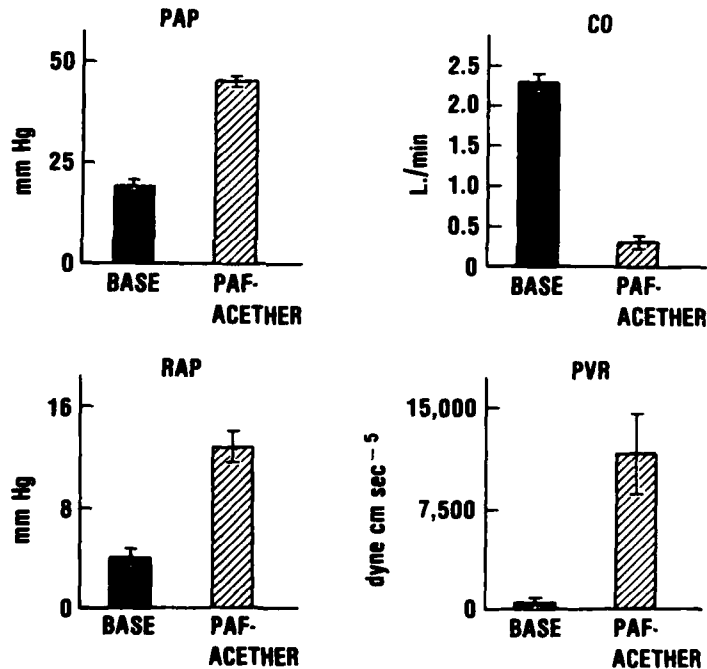 PAP
50
25
0
mm Hg
BASE
PAF-
ACETHER
CO
2.5
2.0
1.5
1.0
0.5
0
L./min
BASE
PAF-
ACETHER
RAP
16
8
0
mm Hg
BASE
PAF-
ACETHER
PVR
15,000
7,500
0
dyne cm sec⁻⁵
BASE
PAF-
ACETHER